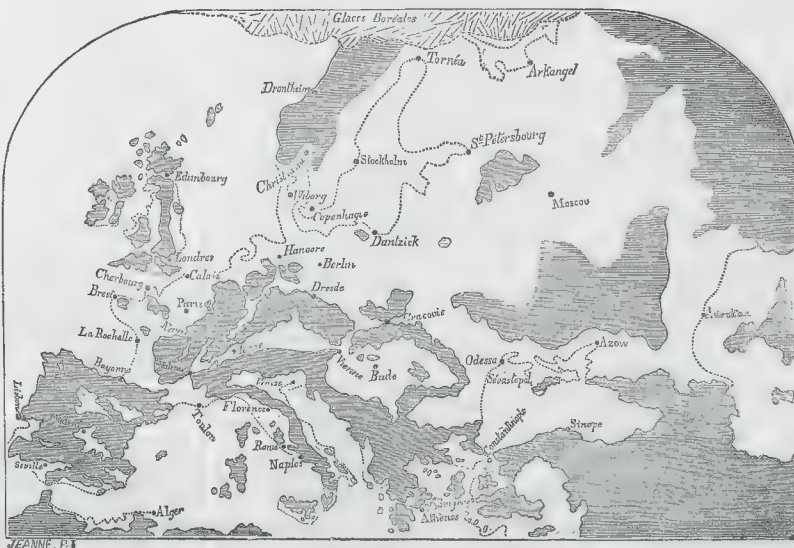 Glaces Boréales
Tornéa
Arkangel
Drontheim
St Pétersbourg
Stockholm
Christiania
Edimbourg
Wiborg
Copenhague
Moscou
Dantzick
Londres
Hanovre
Berlin
Cherbourg
Calais
Dresde
Brest
Paris
Cracovie
La Rochelle
Azow
Odessa
Vienne
Bude
Sévastopol
Bayonne
Lisbonne
Toulon
Florence
Constantinople
Sinope
Rome
Séville
Naples
Athènes
Alger
JEANNE. P.I